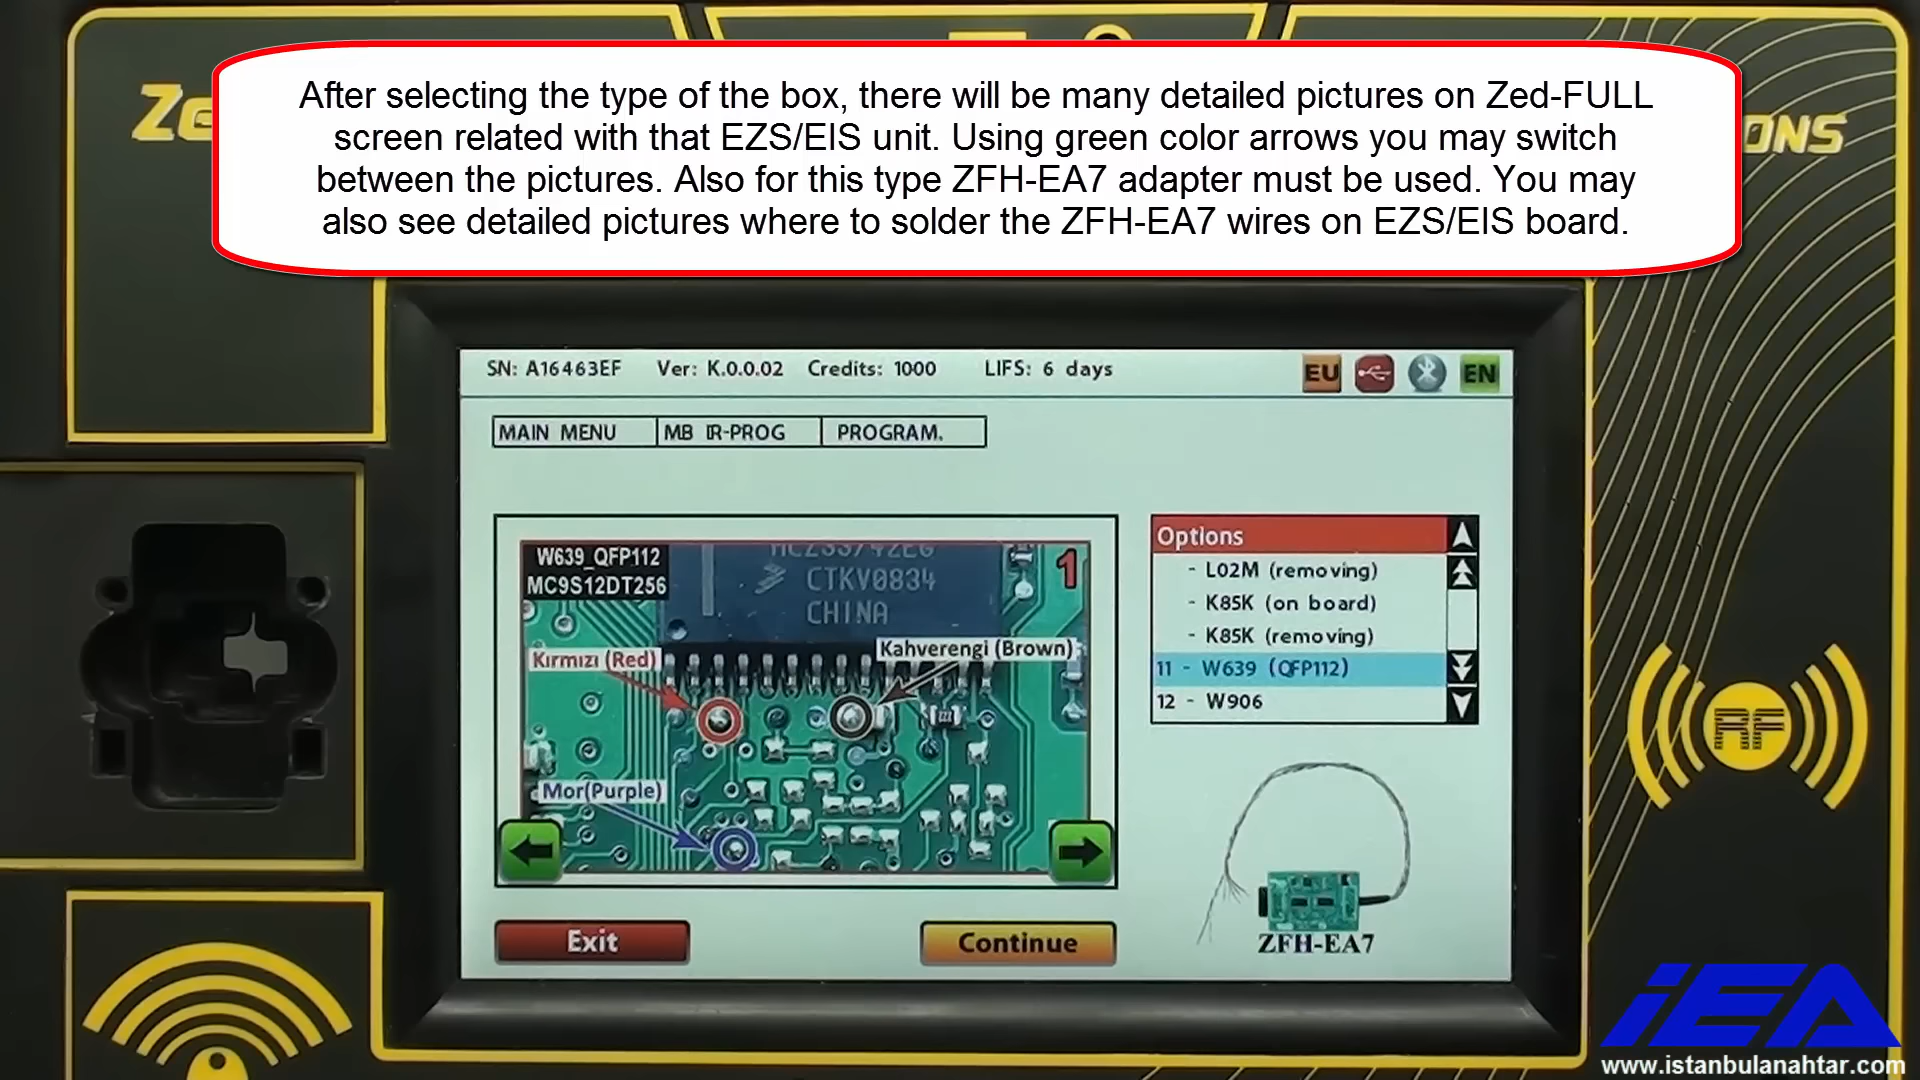 After selecting the type of the box, there will be many detailed pictures on Zed-FULL
screen related with that EZS/EIS unit. Using green color arrows you may switch
between the pictures. Also for this type ZFH-EA7 adapter must be used. You may
also see detailed pictures where to solder the ZFH-EA7 wires on EZS/EIS board.
SN: A16463EF Ver: K.0.0.02 Credits: 1000 LIFS: 6 days EU EN
MAIN MENU MB IR-PROG PROGRAM.
W639_QFP112
MC9S12DT256
1
CTKV0834
CHINA
Kırmızı (Red)
Kahverengi (Brown)
Mor(Purple)
Options
- L02M (removing)
- K85K (on board)
- K85K (removing)
11 - W639 (QFP112)
12 - W906
ZFH-EA7
Exit
Continue
RF
iEA
www.istanbulanahtar.com